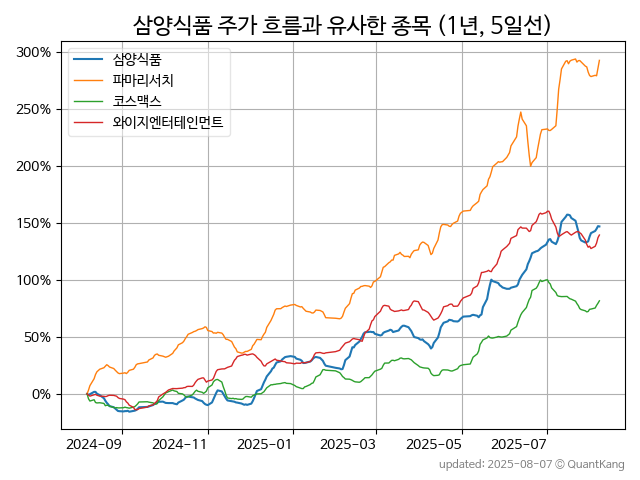 삼양식품 주가 흐름과 유사한 종목 (1년, 5일선)
300%
250%
200%
150%
100%
50%
0%
삼양식품
파마리서치
코스맥스
와이지엔터테인먼트
2024-09 2024-11 2025-01 2025-03 2025-05 2025-07
updated: 2025-08-07 © QuantKang